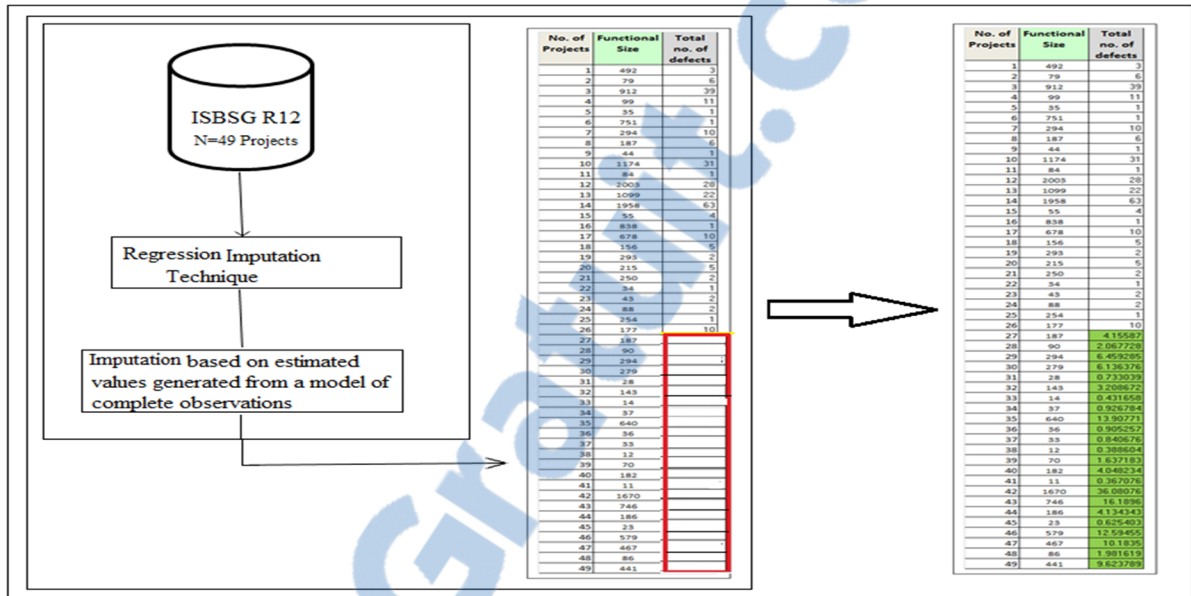 ISBSG R12
N=49 Projects
Regression Imputation
Technique
Imputation based on estimated
values generated from a model of
complete observations
No. of Functional Total
Projects Size no. of
defects
1 492 3
2 79 6
3 912 39
4 99 11
5 35 1
6 751 1
7 294 10
8 187 6
9 44 1
10 1174 31
11 84 1
12 2003 28
13 1099 22
14 1958 63
15 55 4
16 838 1
17 678 10
18 156 5
19 293 2
20 215 5
21 250 2
22 34 1
23 43 2
24 88 2
25 254 1
26 177 10
27 187
28 90
29 294
30 279
31 28
32 143
33 14
34 37
35 640
36 36
37 33
38 12
39 70
40 182
41 11
42 1670
43 746
44 186
45 23
46 579
47 467
48 86
49 441
No. of Functional Total
Projects Size no. of
defects
1 492 3
2 79 6
3 912 39
4 99 11
5 35 1
6 751 1
7 294 10
8 187 6
9 44 1
10 1174 31
11 84 1
12 2003 28
13 1099 22
14 1958 63
15 55 4
16 838 1
17 678 10
18 156 5
19 293 2
20 215 5
21 250 2
22 34 1
23 43 2
24 88 2
25 254 1
26 177 10
27 187 4.15587
28 90 2.067728
29 294 6.459285
30 279 6.136376
31 28 0.733039
32 143 3.208672
33 14 0.431658
34 37 0.926784
35 640 13.90771
36 36 0.905257
37 33 0.840676
38 12 0.388604
39 70 1.637183
40 182 4.048234
41 11 0.367076
42 1670 36.08076
43 746 16.1896
44 186 4.134343
45 23 0.625403
46 579 12.59455
47 467 10.1835
48 86 1.981619
49 441 9.623789
Gratuit.c